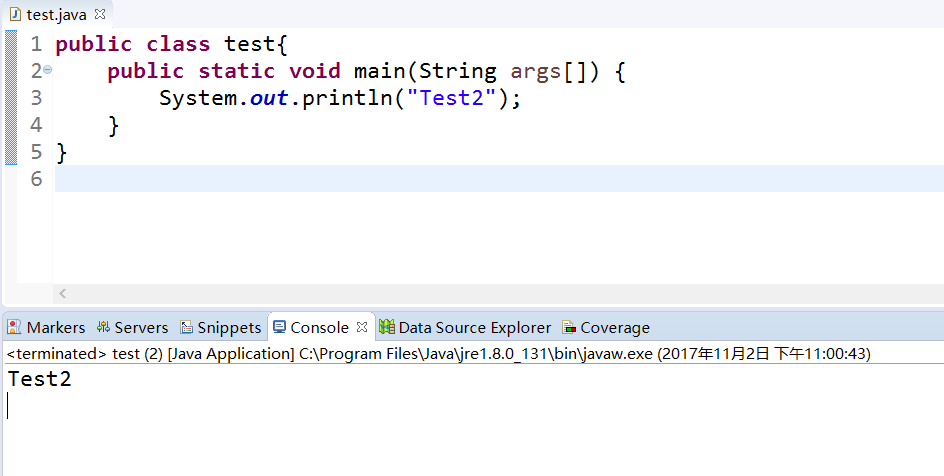 test.java
1 public class test{
2 public static void main(String args[]) {
3 System.out.println("Test2");
4 }
5 }
6
Markers Servers Snippets Console Data Source Explorer Coverage
<terminated> test (2) [Java Application] C:\Program Files\Java\jre1.8.0_131\bin\javaw.exe (2017年11月2日 下午11:00:43)
Test2